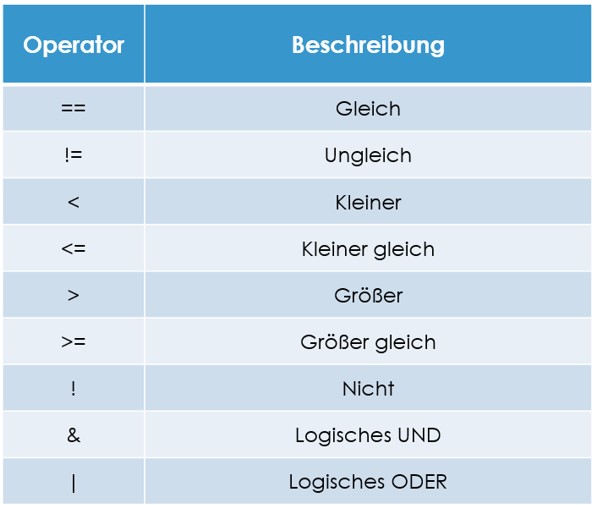 Operator Beschreibung
== Gleich
!= Ungleich
< Kleiner
<= Kleiner gleich
> Größer
>= Größer gleich
! Nicht
& Logisches UND
| Logisches ODER